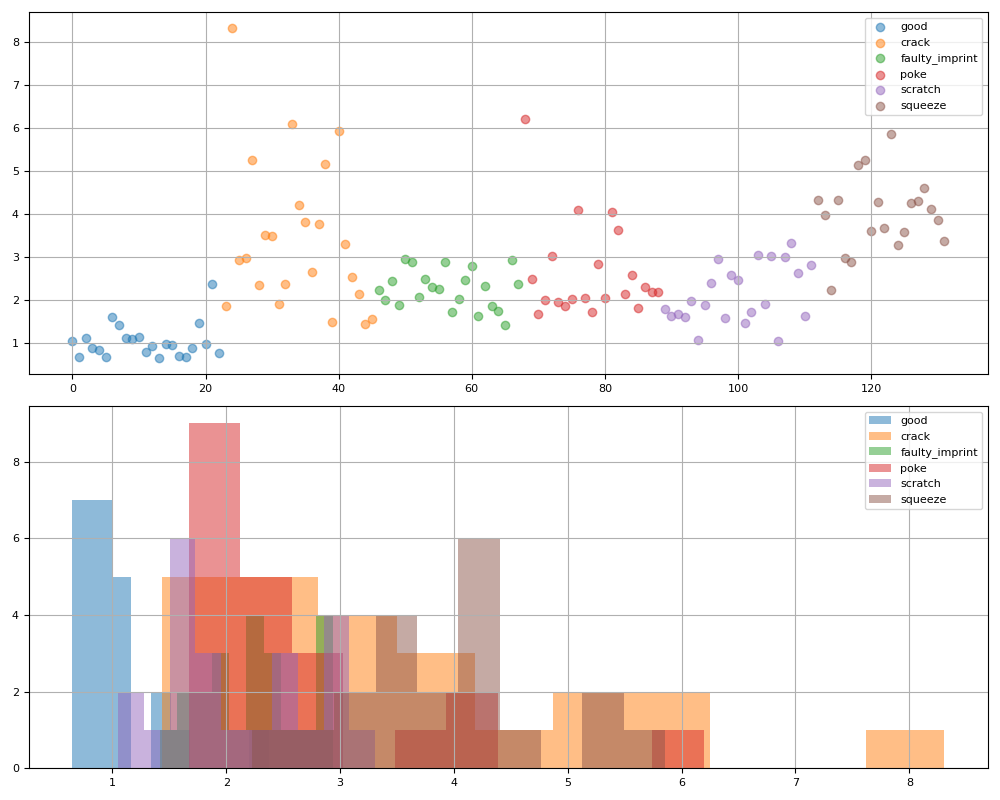 8
7
6
5
4
3
2
1
good
crack
faulty_imprint
poke
scratch
squeeze
0 20 40 60 80 100 120
8
6
4
2
0
good
crack
faulty_imprint
poke
scratch
squeeze
1 2 3 4 5 6 7 8